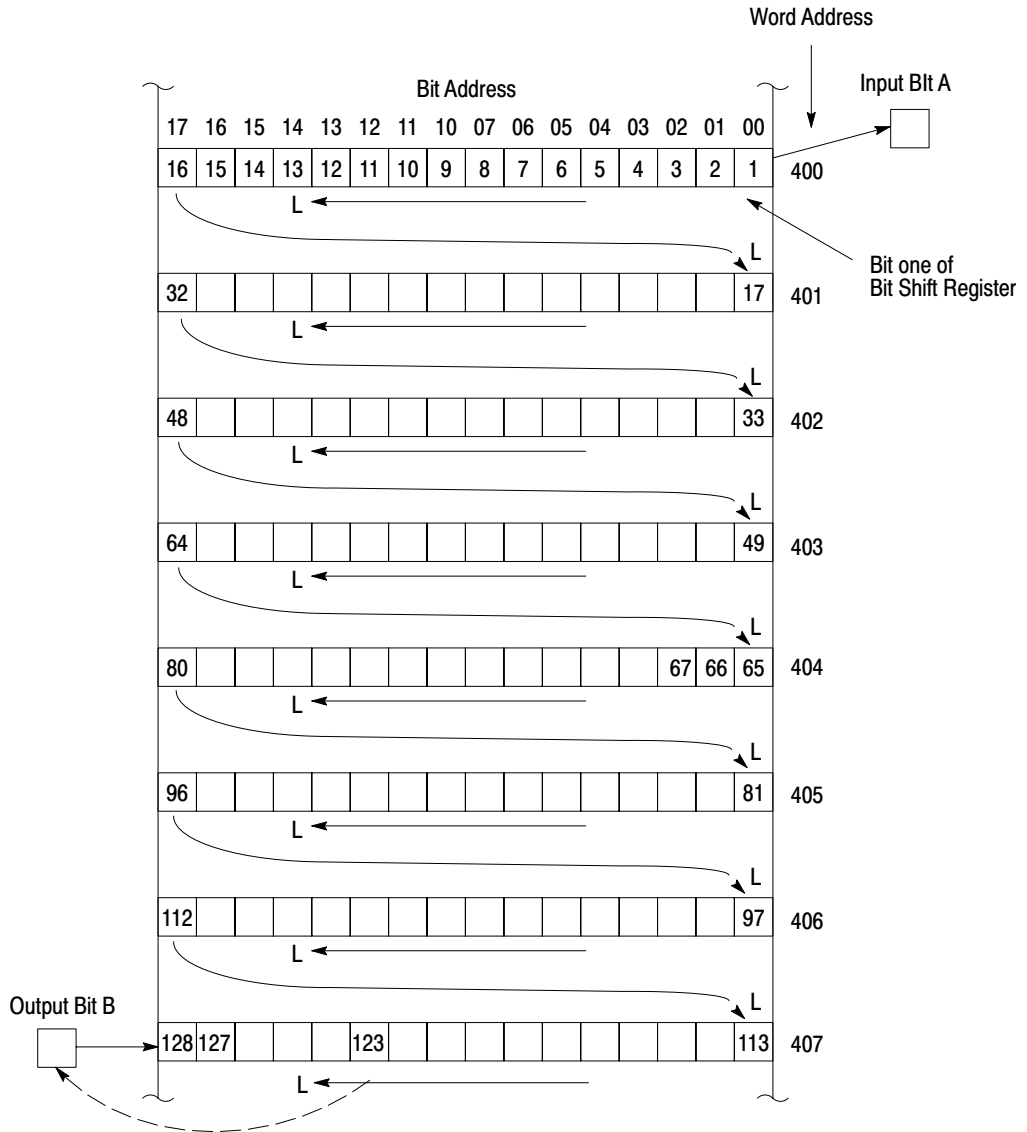 Word Address
Bit Address
Input BIt A
17 16 15 14 13 12 11 10 07 06 05 04 03 02 01 00
16 15 14 13 12 11 10 9 8 7 6 5 4 3 2 1 400
L
L
Bit one of
Bit Shift Register
32 17 401
L
L
48 33 402
L
L
64 49 403
L
L
80 67 66 65 404
L
L
96 81 405
L
L
112 97 406
L
L
Output Bit B
128 127 123 113 407
L